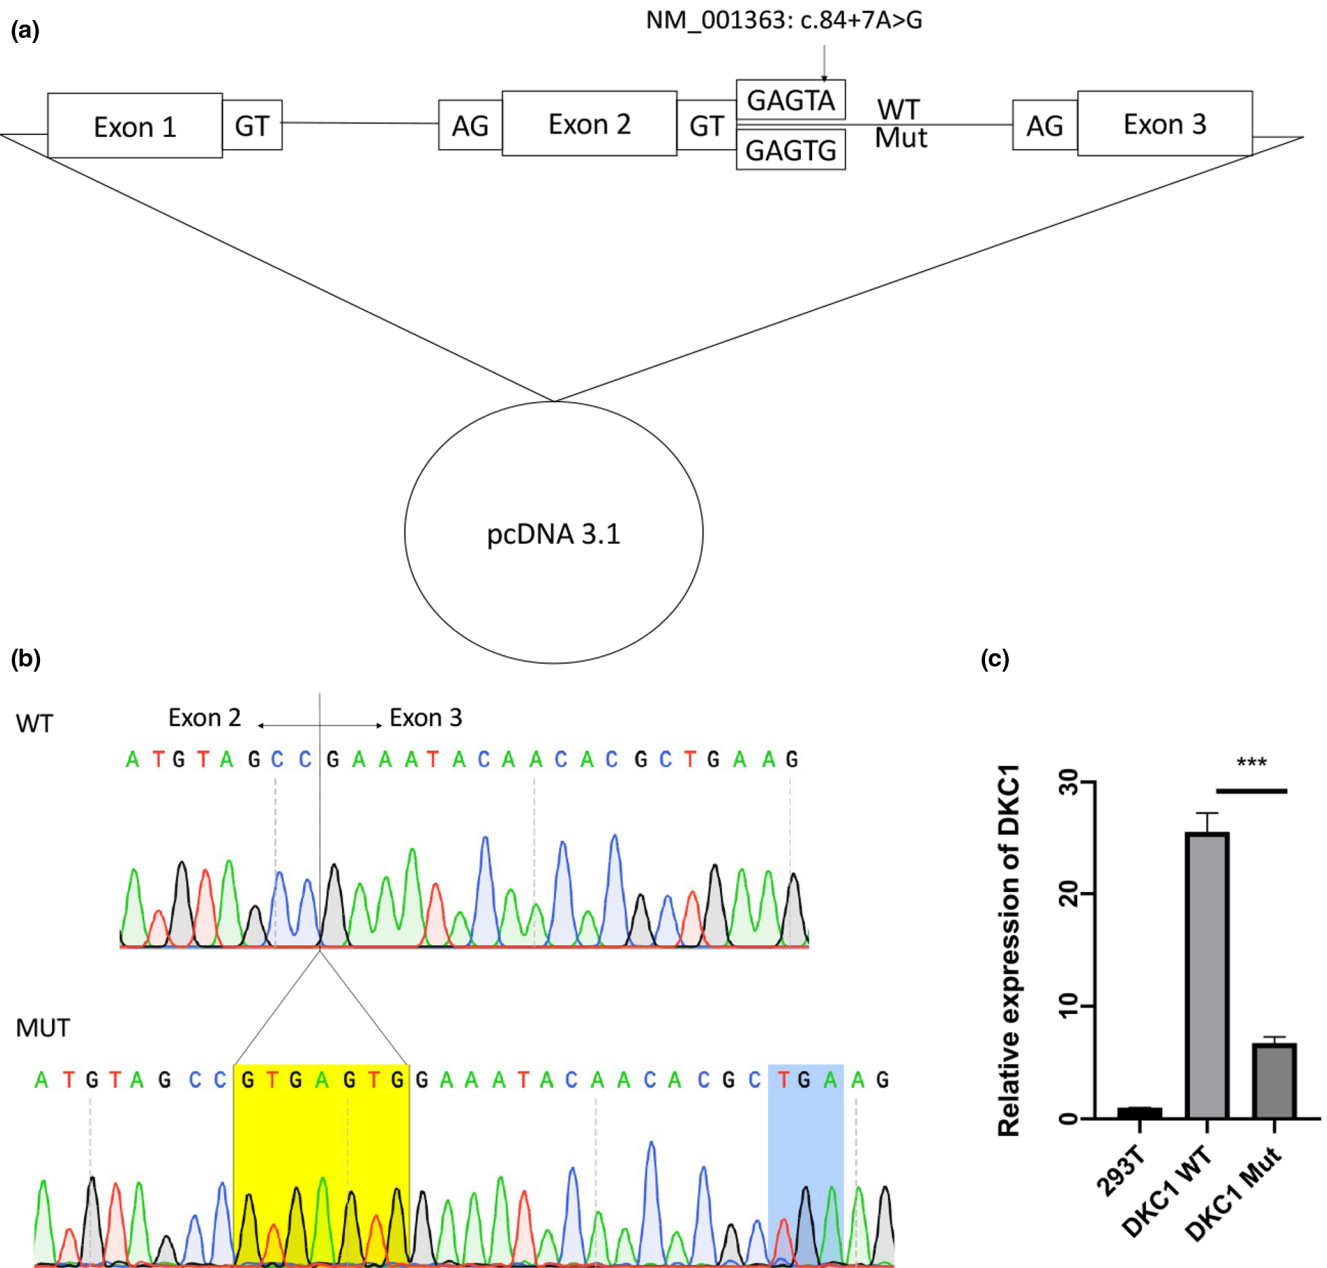 (a)
NM_001363: c.84+7A>G
Exon 1
GT
AG
Exon 2
GT
GAGTA
GAGTG
WT
Mut
AG
Exon 3
pcDNA 3.1
(b)
WT
Exon 2
Exon 3
A T G T A G C C G A A A T A C A A C A C G C T G A A G
MUT
A T G T A G C C G T G A G T G G A A A T A C A A C A C G C T G A A G
(c)
Relative expression of DKC1
30
20
10
0
***
293T
DKC1 WT
DKC1 Mut